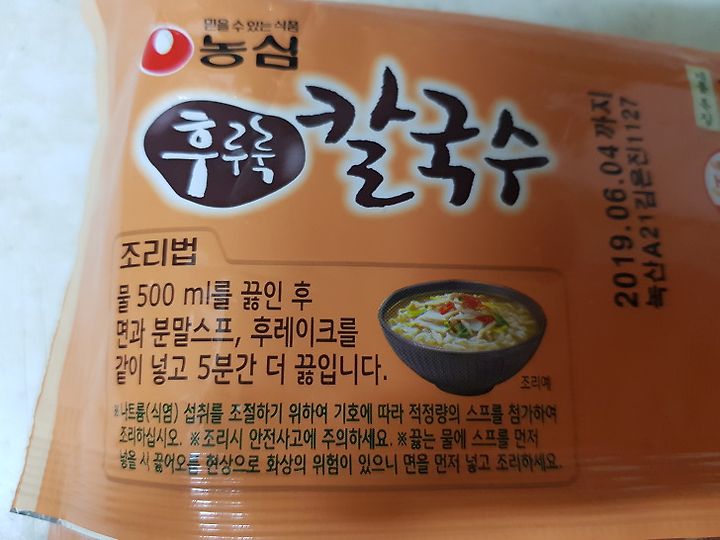 믿을 수 있는 식품
농심
후루룩 칼국수
조리법
물 500 ml를 끓인 후
면과 분말스프, 후레이크를
같이 넣고 5분간 더 끓입니다.
조리예
※나트륨(식염) 섭취를 조절하기 위하여 기호에 따라 적정량의 스프를 첨가하여
조리하십시오. ※조리시 안전사고에 주의하세요. ※끓는 물에 스프를 먼저
넣을 시 끓어오름 현상으로 화상의 위험이 있으니 면을 먼저 넣고 조리하세요.
2019.06.04 까지
녹산A21김은진1127